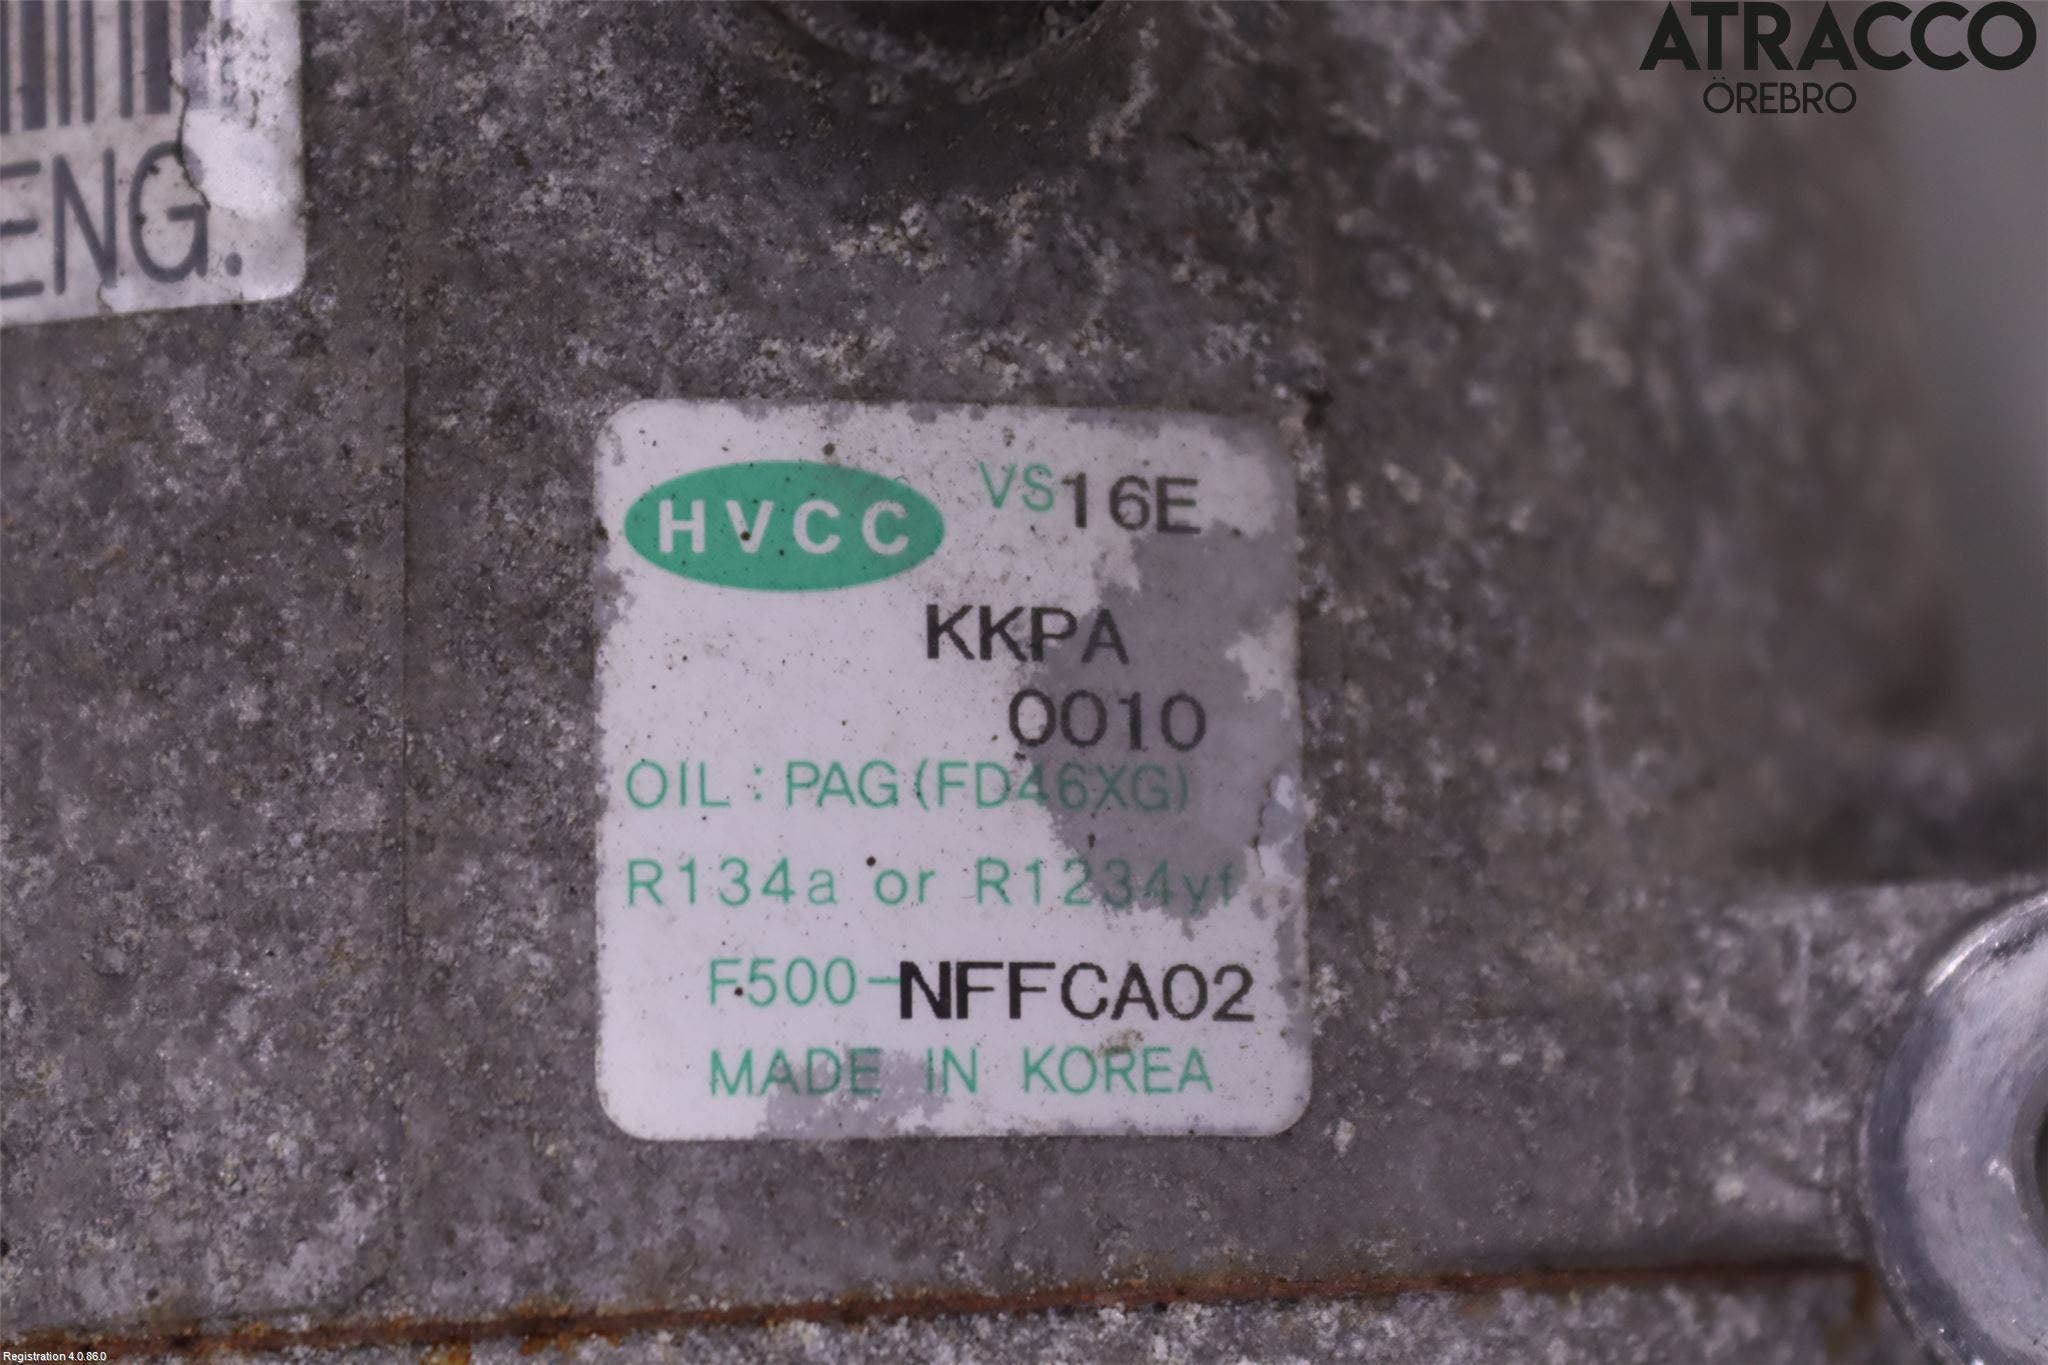 ATRACCO
ÖREBRO
ENG.
HVCC VS16E
KKPA
0010
OIL : PAG(FD46XG)
R134a or R1234yf
F500-NFFCA02
MADE IN KOREA
Registration 4.0.86.0